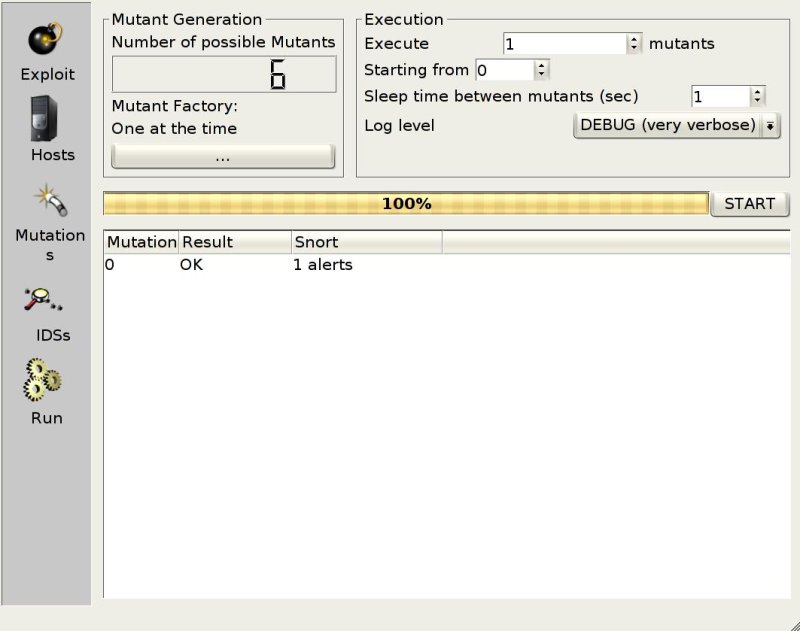 Exploit
Hosts
Mutation
s
IDSs
Run
Mutant Generation
Number of possible Mutants
6
Mutant Factory:
One at the time
...
Execution
Execute 1 mutants
Starting from 0
Sleep time between mutants (sec) 1
Log level DEBUG (very verbose)
100% START
Mutation Result Snort
0 OK 1 alerts